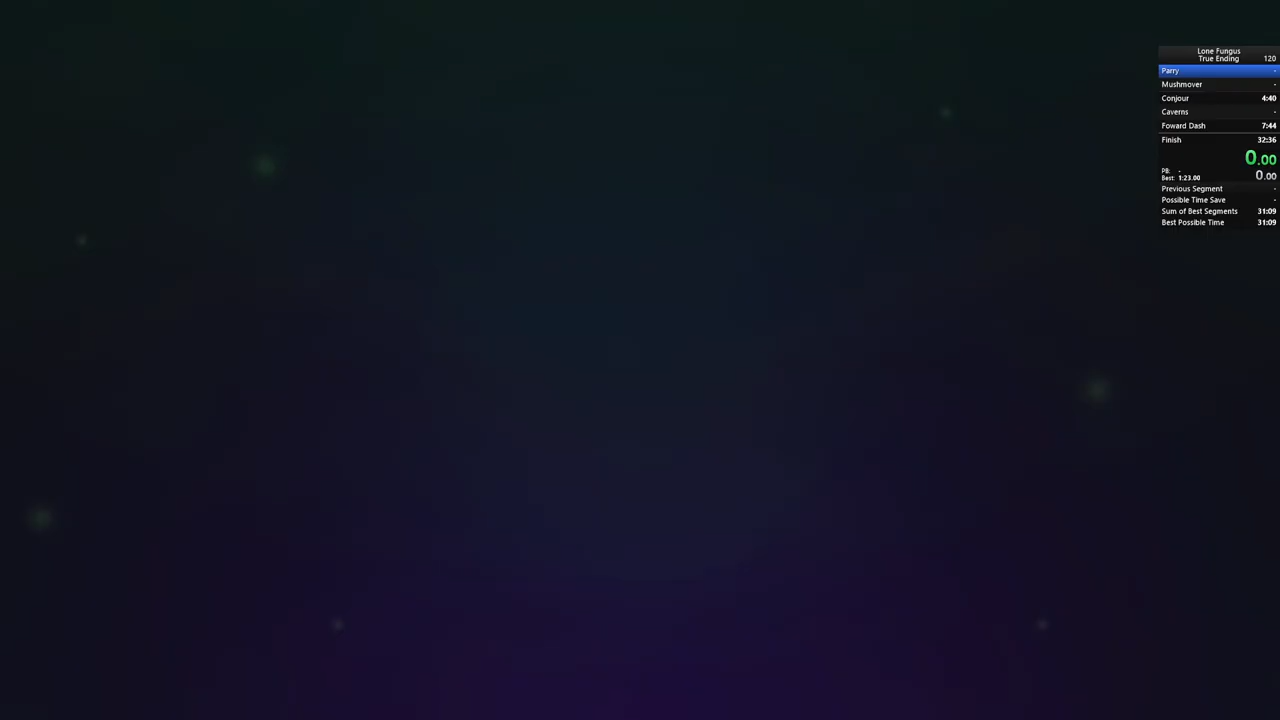 Lone Fungus
True Ending 120
Parry -
Mushmover -
Conjour 4:40
Caverns -
Foward Dash 7:44
Finish 32:36
0.00
PB: -
Best: 1:23.00 0.00
Previous Segment -
Possible Time Save -
Sum of Best Segments 31:09
Best Possible Time 31:09